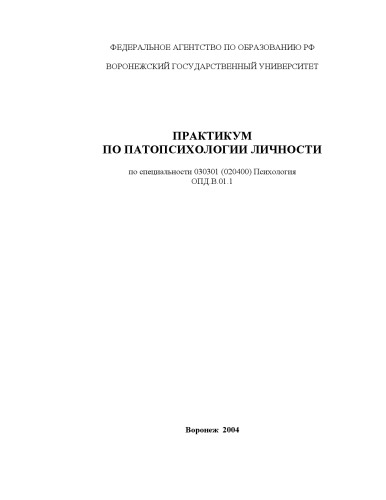 ФЕДЕРАЛЬНОЕ АГЕНТСТВО ПО ОБРАЗОВАНИЮ РФ
ВОРОНЕЖСКИЙ ГОСУДАРСТВЕННЫЙ УНИВЕРСИТЕТ
ПРАКТИКУМ
ПО ПАТОПСИХОЛОГИИ ЛИЧНОСТИ
по специальности 030301 (020400) Психология
ОПД.В.01.1
Воронеж 2004